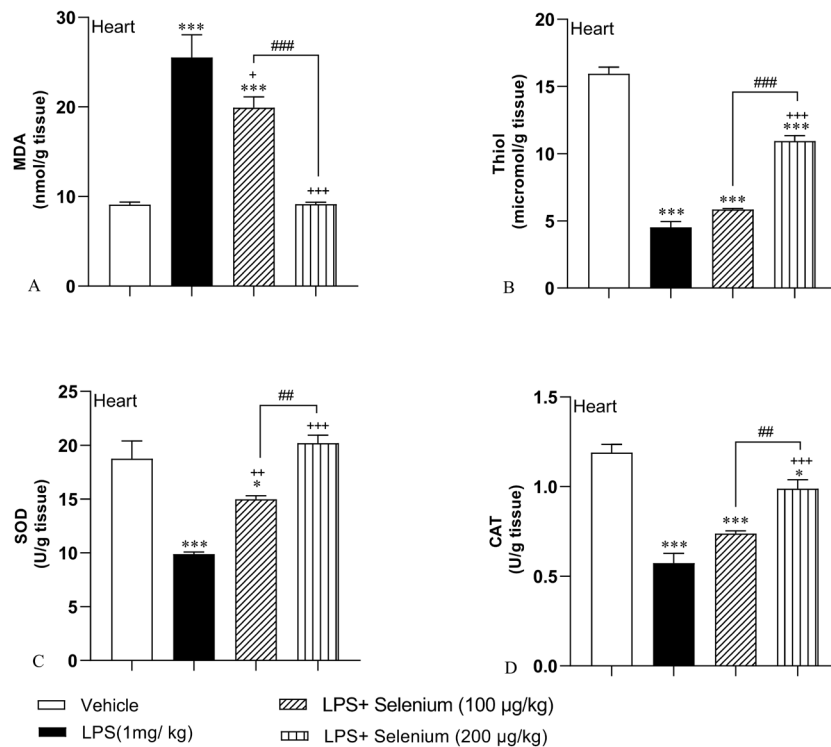 30
Heart
***
###
+
***
20
MDA
(nmol/g tissue)
10
+++
0
A
20
Heart
15
###
+++
***
Thiol
(micromol/g tissue)
10
***
***
5
0
B
25
Heart
##
+++
20
++
*
15
SOD
(U/g tissue)
***
10
5
0
C
1.5
Heart
##
+++
*
1.0
CAT
(U/g tissue)
***
***
0.5
0.0
D
Vehicle
LPS(1mg/ kg)
LPS+ Selenium (100 µg/kg)
LPS+ Selenium (200 µg/kg)